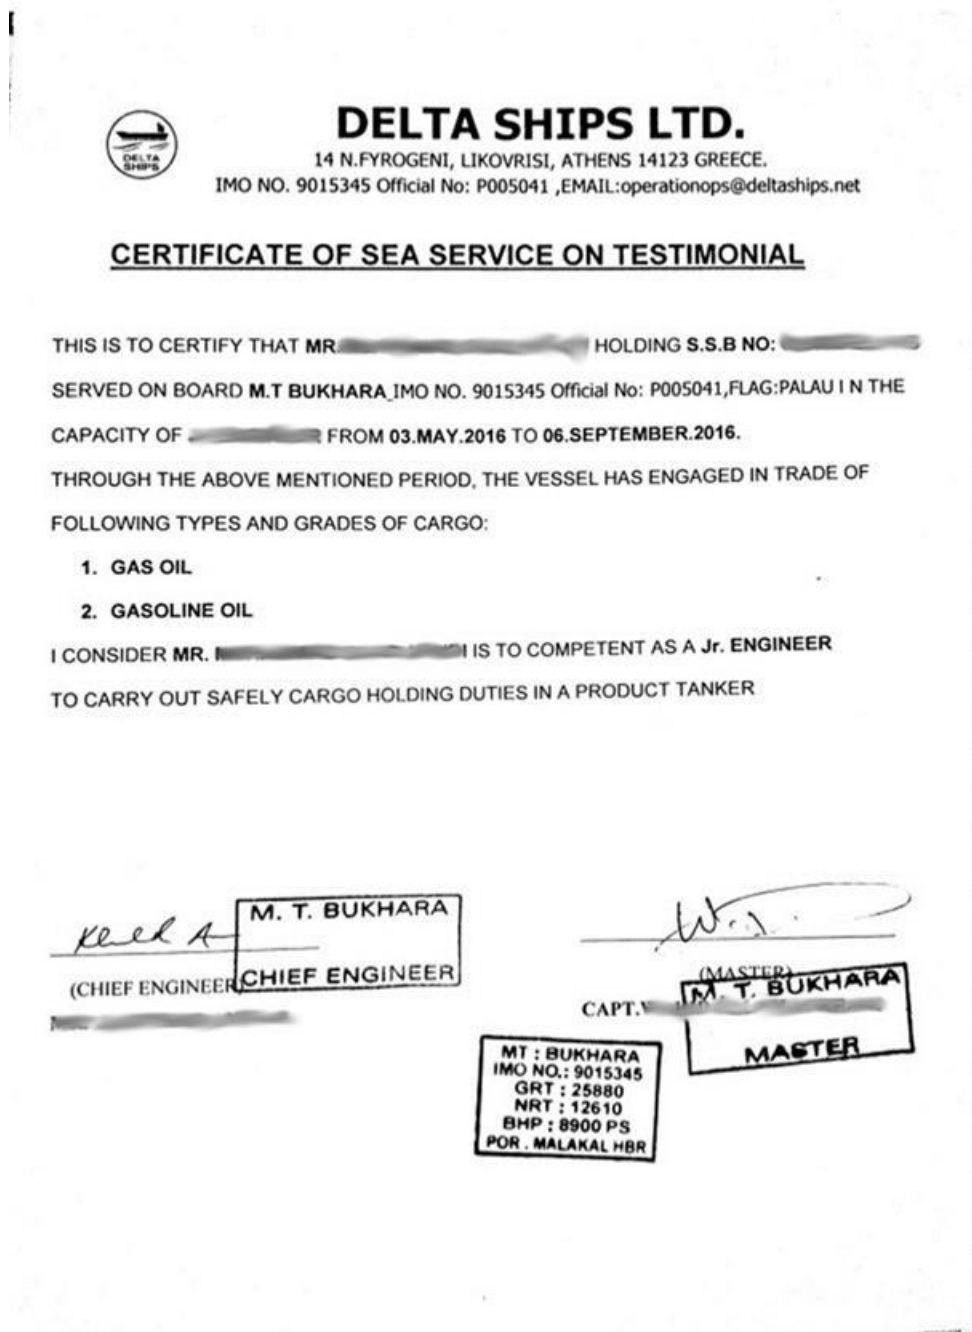 DELTA SHIPS
DELTA SHIPS LTD.
14 N.FYROGENI, LIKOVRISI, ATHENS 14123 GREECE.
IMO NO. 9015345 Official No: P005041 ,EMAIL:operationops@deltaships.net
CERTIFICATE OF SEA SERVICE ON TESTIMONIAL
THIS IS TO CERTIFY THAT MR. HOLDING S.S.B NO:
SERVED ON BOARD M.T BUKHARA IMO NO. 9015345 Official No: P005041,FLAG:PALAU I N THE
CAPACITY OF FROM 03.MAY.2016 TO 06.SEPTEMBER.2016.
THROUGH THE ABOVE MENTIONED PERIOD, THE VESSEL HAS ENGAGED IN TRADE OF
FOLLOWING TYPES AND GRADES OF CARGO:
1. GAS OIL
2. GASOLINE OIL
I CONSIDER MR. IS TO COMPETENT AS A Jr. ENGINEER
TO CARRY OUT SAFELY CARGO HOLDING DUTIES IN A PRODUCT TANKER
M. T. BUKHARA
CHIEF ENGINEER
(CHIEF ENGINEER)
(MASTER)
CAPT.
M. T. BUKHARA
MASTER
MT : BUKHARA
IMO NO.: 9015345
GRT : 25880
NRT : 12610
BHP : 8900 PS
POR . MALAKAL HBR